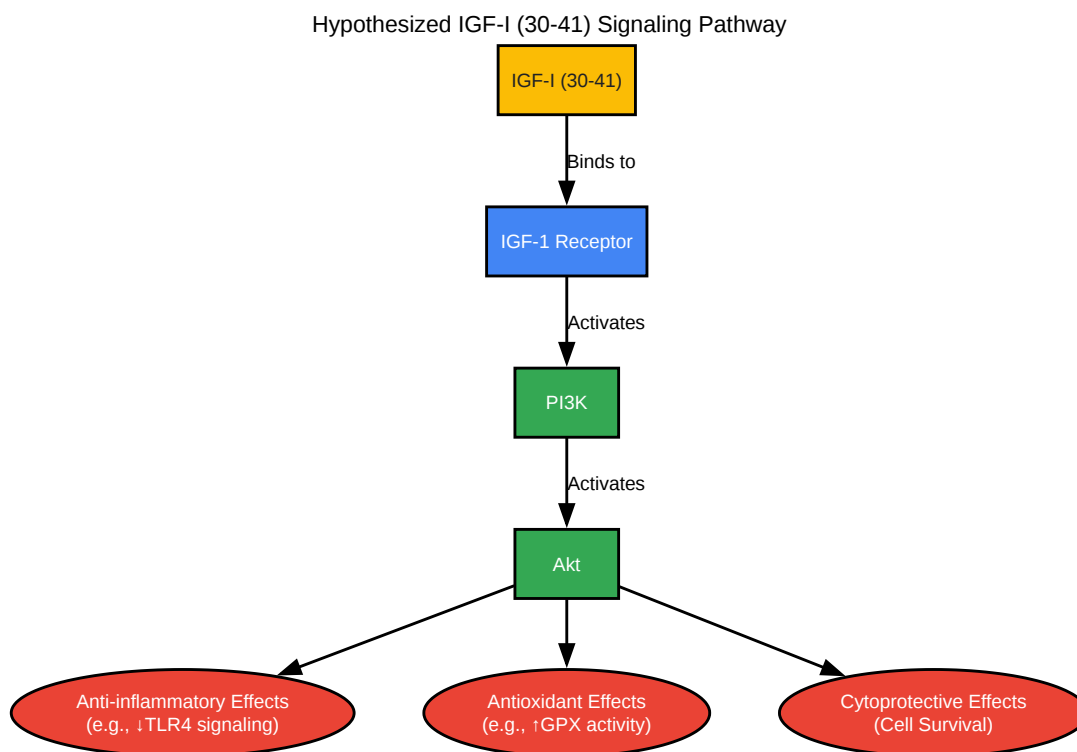 Hypothesized IGF-I (30-41) Signaling Pathway
IGF-I (30-41)
Binds to
IGF-1 Receptor
Activates
PI3K
Activates
Akt
Anti-inflammatory Effects
(e.g., ↓TLR4 signaling)
Antioxidant Effects
(e.g., ↑GPX activity)
Cytoprotective Effects
(Cell Survival)